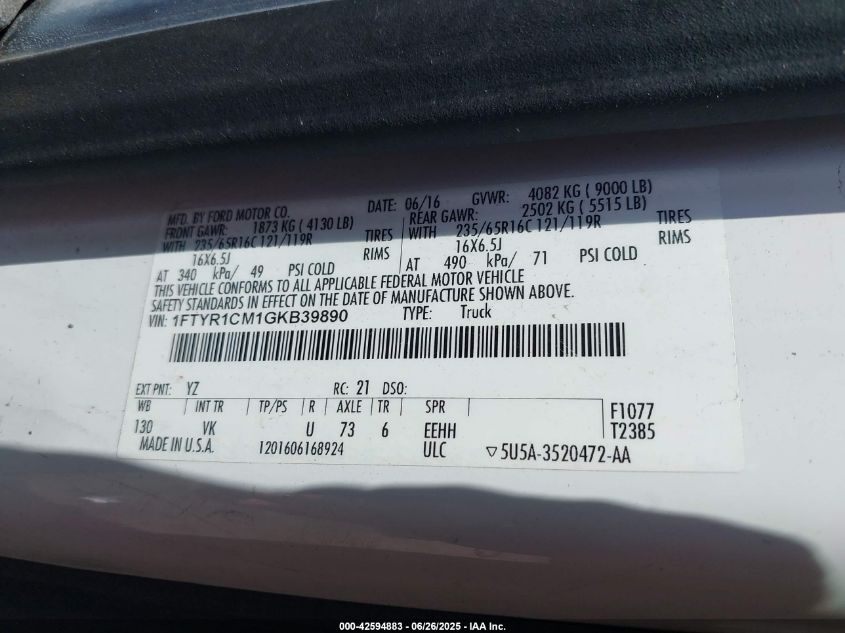 MFD. BY FORD MOTOR CO. DATE: 06/16 GVWR: 4082 KG ( 9000 LB)
FRONT GAWR: 1873 KG ( 4130 LB) REAR GAWR: 2502 KG ( 5515 LB)
WITH 235/65R16C 121/119R TIRES WITH 235/65R16C 121/119R TIRES
16X6.5J RIMS 16X6.5J RIMS
AT 340 kPa/ 49 PSI COLD AT 490 kPa/ 71 PSI COLD
THIS VEHICLE CONFORMS TO ALL APPLICABLE FEDERAL MOTOR VEHICLE
SAFETY STANDARDS IN EFFECT ON THE DATE OF MANUFACTURE SHOWN ABOVE.
VIN: 1FTYR1CM1GKB39890 TYPE: Truck
EXT PNT: YZ RC: 21 DSO:
WB INT TR TP/PS R AXLE TR SPR F1077
130 VK U 73 6 EEHH T2385
MADE IN U.S.A. 1201606168924 ULC ▽5U5A-3520472-AA
000-42594883 - 06/26/2025 - IAA Inc.